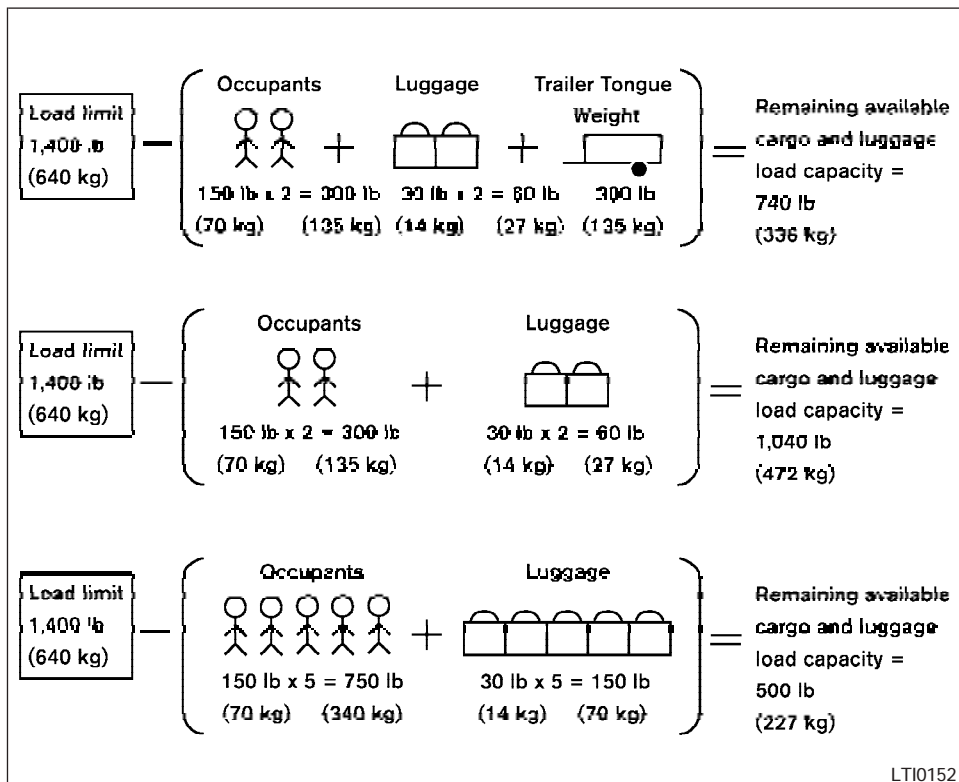 Occupants Luggage Trailer Tongue
Weight
Load limit
1,400 lb
(640 kg)
— + + =
150 lb x 2 = 300 lb 30 lb x 2 = 60 lb 300 lb
(70 kg) (135 kg) (14 kg) (27 kg) (135 kg)
Remaining available
cargo and luggage
load capacity =
740 lb
(336 kg)
Occupants Luggage
Load limit
1,400 lb
(640 kg)
— + =
150 lb x 2 = 300 lb 30 lb x 2 = 60 lb
(70 kg) (135 kg) (14 kg) (27 kg)
Remaining available
cargo and luggage
load capacity =
1,040 lb
(472 kg)
Occupants Luggage
Load limit
1,400 lb
(640 kg)
— + =
150 lb x 5 = 750 lb 30 lb x 5 = 150 lb
(70 kg) (340 kg) (14 kg) (70 kg)
Remaining available
cargo and luggage
load capacity =
500 lb
(227 kg)
LTI0152